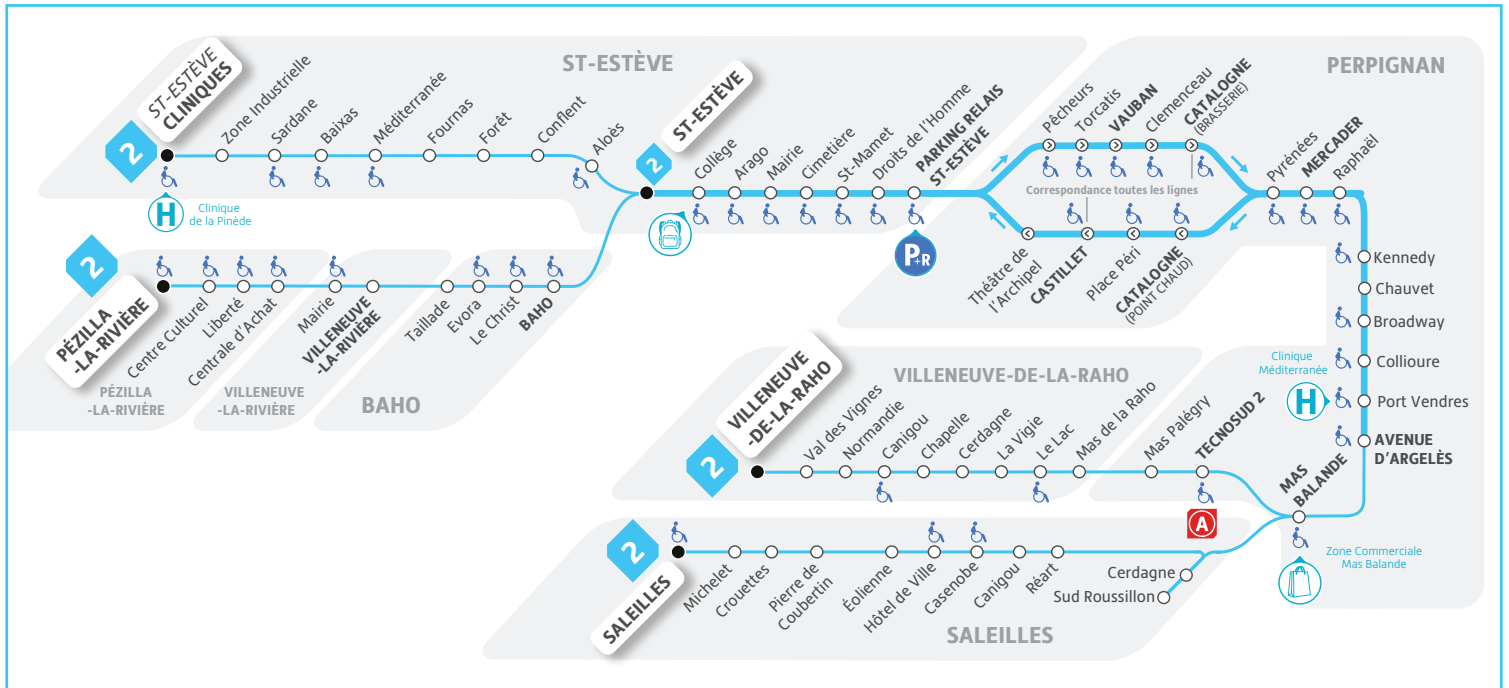 ST-ESTÈVE
PERPIGNAN
2
ST-ESTÈVE
CLINIQUES
Zone Industrielle
Sardane
Baixas
Méditerranée
Fournas
Forêt
Conflent
Aloès
H
Clinique
de la Pinède
2
ST-ESTÈVE
Collège
Arago
Mairie
Cimetière
St-Mamet
Droits de l'Homme
PARKING RELAIS
ST-ESTÈVE
P+R
Pêcheurs
Torcatis
VAUBAN
Clemenceau
CATALOGNE
(BRASSERIE)
Correspondance toutes les lignes
Théâtre de
l'Archipel
CASTILLET
Place Péri
CATALOGNE
(POINT CHAUD)
Pyrénées
MERCADER
Raphaël
Kennedy
Chauvet
Broadway
Collioure
Clinique
Méditerranée
H
Port Vendres
AVENUE
D'ARGELÈS
2
PÉZILLA
-LA-RIVIÈRE
Centre Culturel
Liberté
Centrale d'Achat
Mairie
VILLENEUVE
-LA-RIVIÈRE
Taillade
Evora
Le Christ
BAHO
PÉZILLA
-LA-RIVIÈRE
VILLENEUVE
-LA-RIVIÈRE
BAHO
VILLENEUVE-DE-LA-RAHO
2
VILLENEUVE
-DE-LA-RAHO
Val des Vignes
Normandie
Canigou
Chapelle
Cerdagne
La Vigie
Le Lac
Mas de la Raho
Mas Palégry
TECNOSUD 2
A
MAS
BALANDE
Zone Commerciale
Mas Balande
2
SALEILLES
Michelet
Crouettes
Pierre de
Coubertin
Éolienne
Hôtel de Ville
Casenobe
Canigou
Réart
Cerdagne
Sud Roussillon
SALEILLES